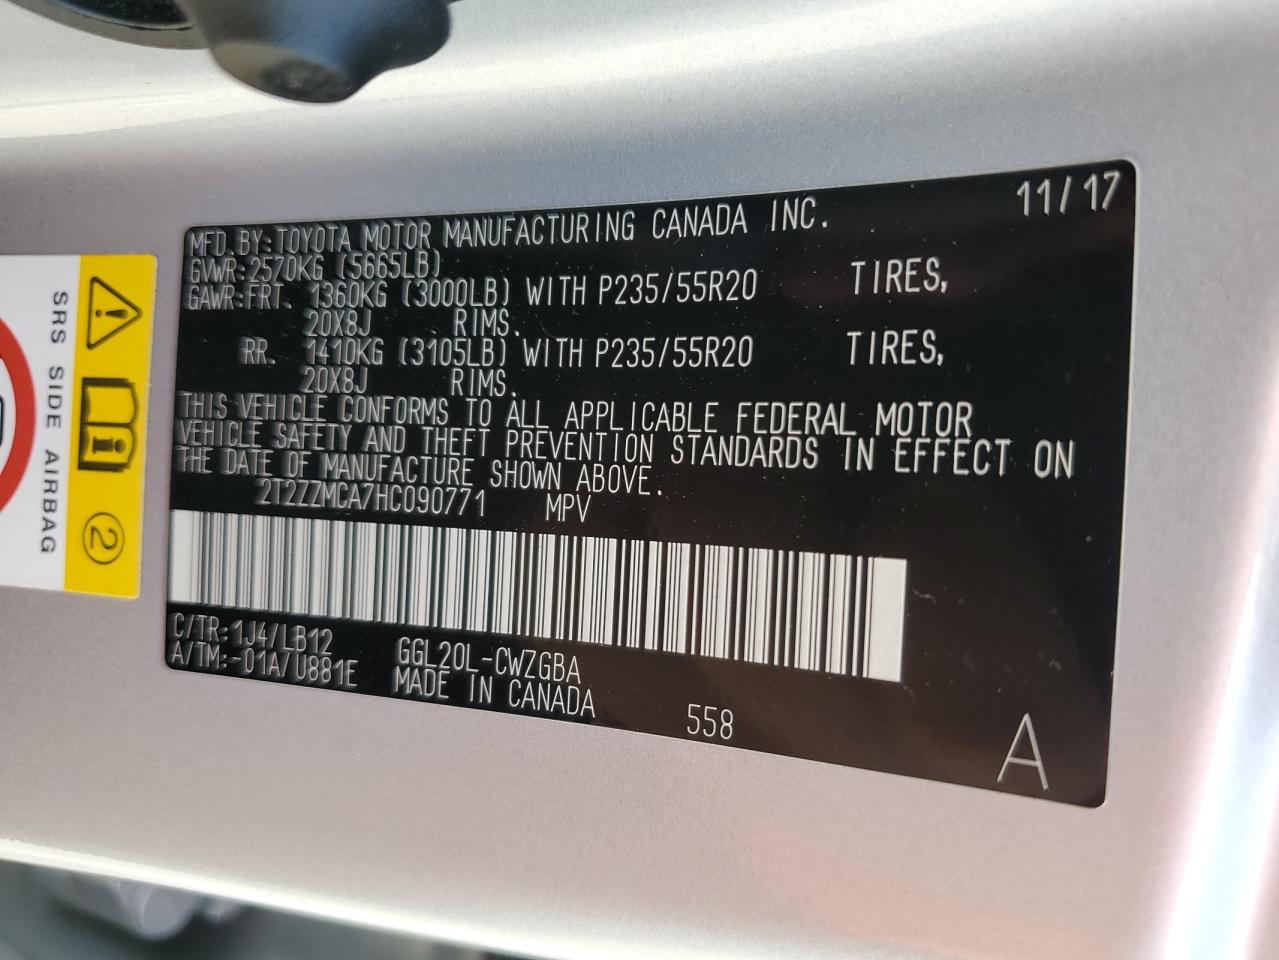 11/17
MFD.BY:TOYOTA MOTOR MANUFACTURING CANADA INC.
GVWR:2570KG (5665LB)
GAWR:FRT. 1360KG (3000LB) WITH P235/55R20 TIRES,
20X8J RIMS.
RR. 1410KG (3105LB) WITH P235/55R20 TIRES,
20X8J RIMS.
THIS VEHICLE CONFORMS TO ALL APPLICABLE FEDERAL MOTOR
VEHICLE SAFETY AND THEFT PREVENTION STANDARDS IN EFFECT ON
THE DATE OF MANUFACTURE SHOWN ABOVE.
2T2ZZMCA7HC090771 MPV
C/TR:1J4/LB12 GGL20L-CWZGBA
A/TM:-01A/U881E MADE IN CANADA
558
A
SRS SIDE AIRBAG
2